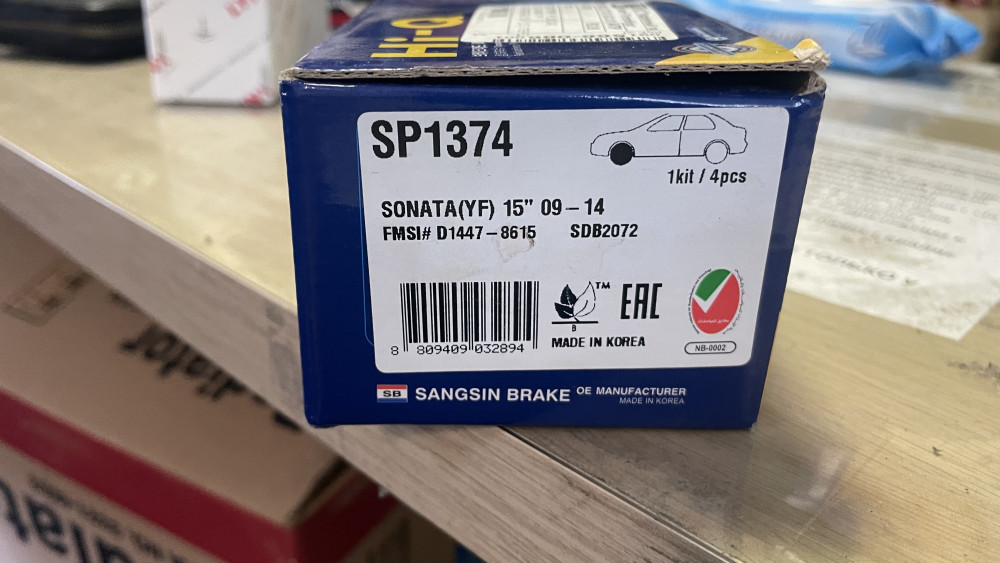 Hi-Q
SP1374
1kit / 4pcs
SONATA(YF) 15" 09 – 14
FMSI# D1447 – 8615 SDB2072
8 809409 032894
B
TM
MADE IN KOREA
EAC
NB-0002
SB SANGSIN BRAKE OE MANUFACTURER
MADE IN KOREA
diator